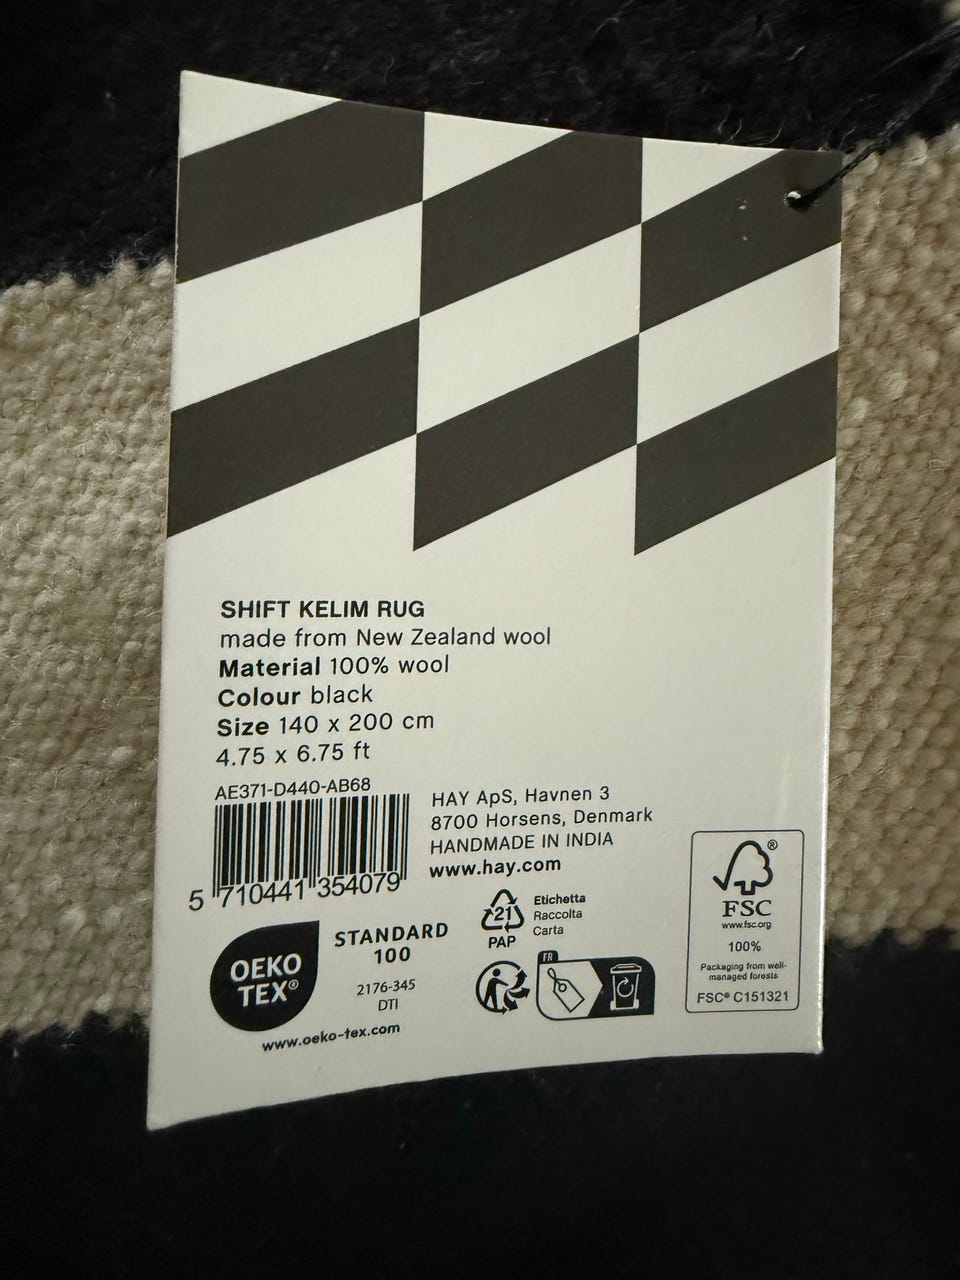 SHIFT KELIM RUG
made from New Zealand wool
Material 100% wool
Colour black
Size 140 x 200 cm
4.75 x 6.75 ft
AE371-D440-AB68
5 710441 354079
HAY ApS, Havnen 3
8700 Horsens, Denmark
HANDMADE IN INDIA
www.hay.com
OEKO
TEX®
STANDARD
100
2176-345
DTI
www.oeko-tex.com
21
PAP
Etichetta
Raccolta
Carta
FR
®
FSC
www.fsc.org
100%
Packaging from well-
managed forests
FSC® C151321